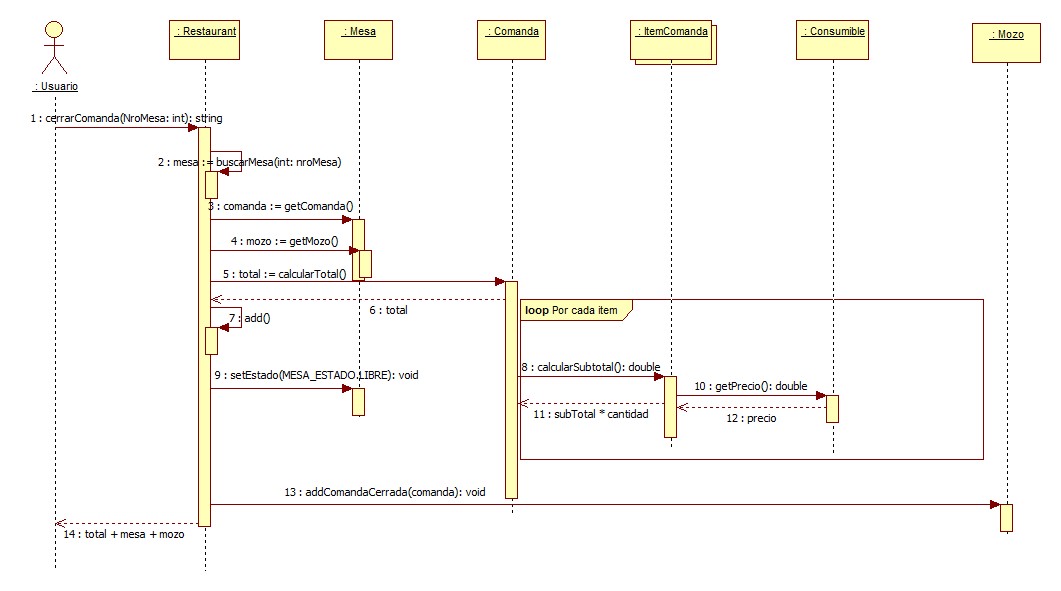 : Restaurant
: Mesa
: Comanda
: ItemComanda
: Consumible
: Mozo
: Usuario
1 : cerrarComanda(NroMesa: int): string
2 : mesa := buscarMesa(int: nroMesa)
3 : comanda := getComanda()
4 : mozo := getMozo()
5 : total := calcularTotal()
6 : total
loop Por cada item
7 : add()
8 : calcularSubtotal(): double
9 : setEstado(MESA_ESTADO.LIBRE): void
10 : getPrecio(): double
11 : subTotal * cantidad
12 : precio
13 : addComandaCerrada(comanda): void
14 : total + mesa + mozo